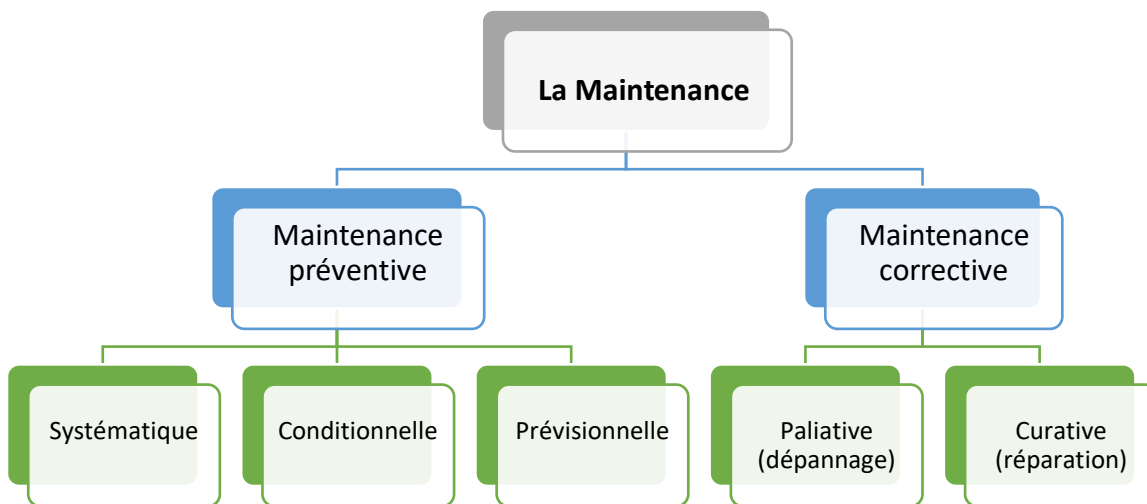 La Maintenance
Maintenance
préventive
Maintenance
corrective
Systématique
Conditionnelle
Prévisionnelle
Paliative
(dépannage)
Curative
(réparation)